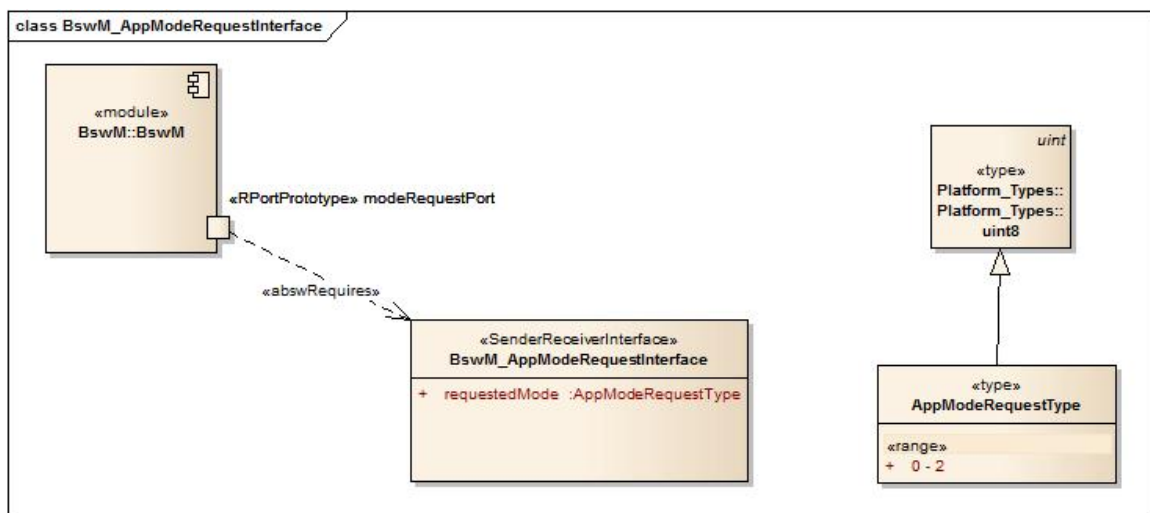 class BswM_AppModeRequestInterface
«module»
BswM::BswM
«RPortPrototype» modeRequestPort
«abswRequires»
«SenderReceiverInterface»
BswM_AppModeRequestInterface
+ requestedMode :AppModeRequestType
uint
«type»
Platform_Types::
Platform_Types::
uint8
«type»
AppModeRequestType
«range»
+ 0 - 2